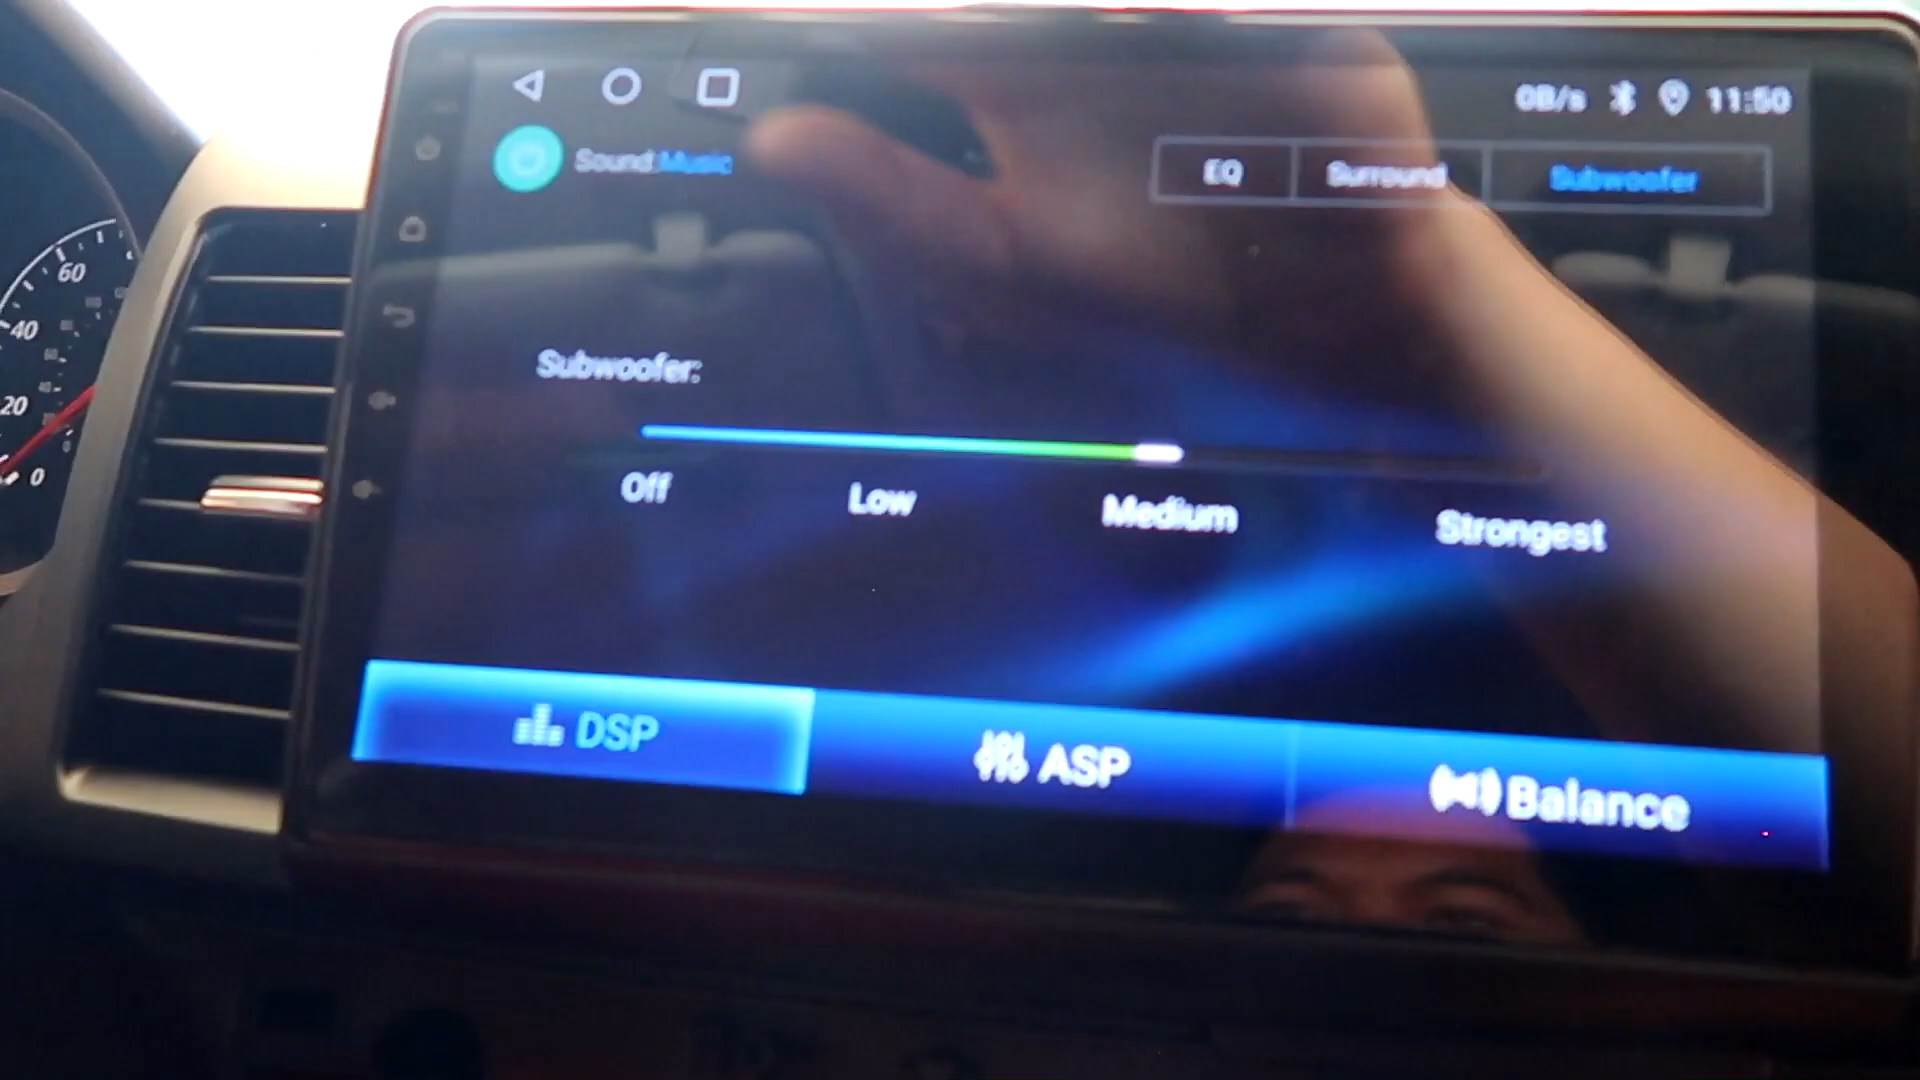 0B/s 11:50
Sound:Music
EQ Surround Subwoofer
Subwoofer:
Off Low Medium Strongest
DSP ASP Balance
60
40
20
0